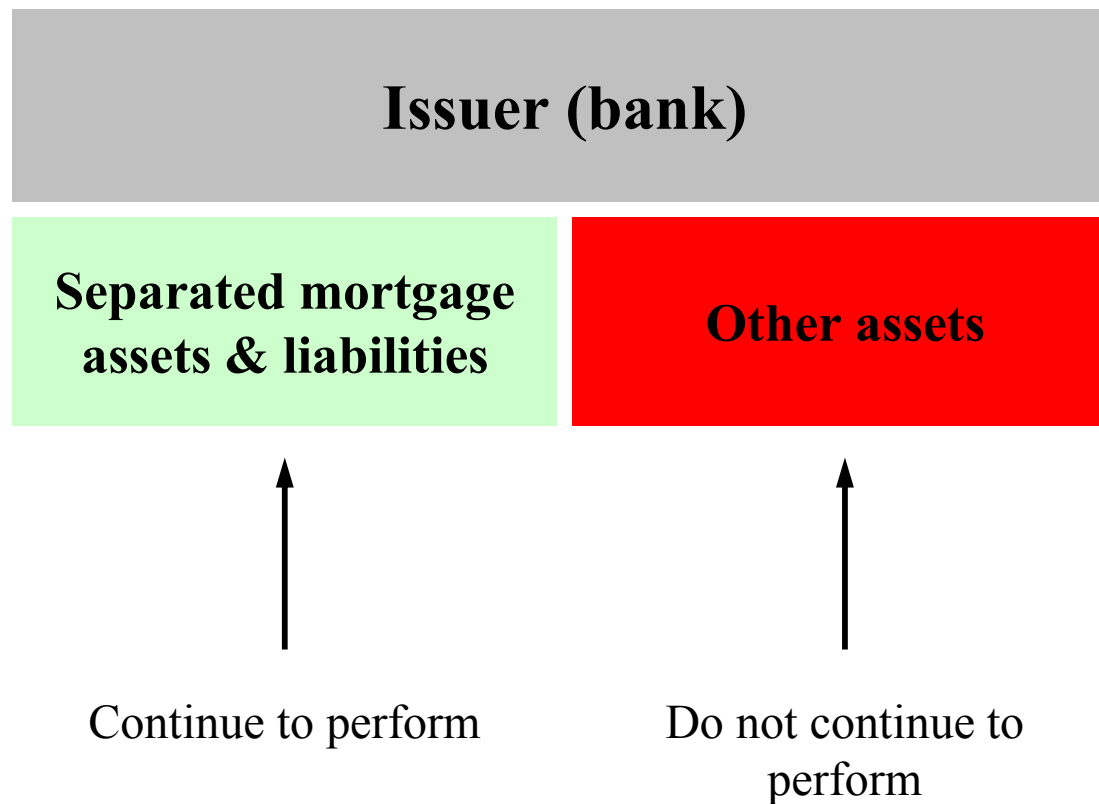 Issuer (bank)
Separated mortgage
assets & liabilities
Other assets
Continue to perform
Do not continue to
perform